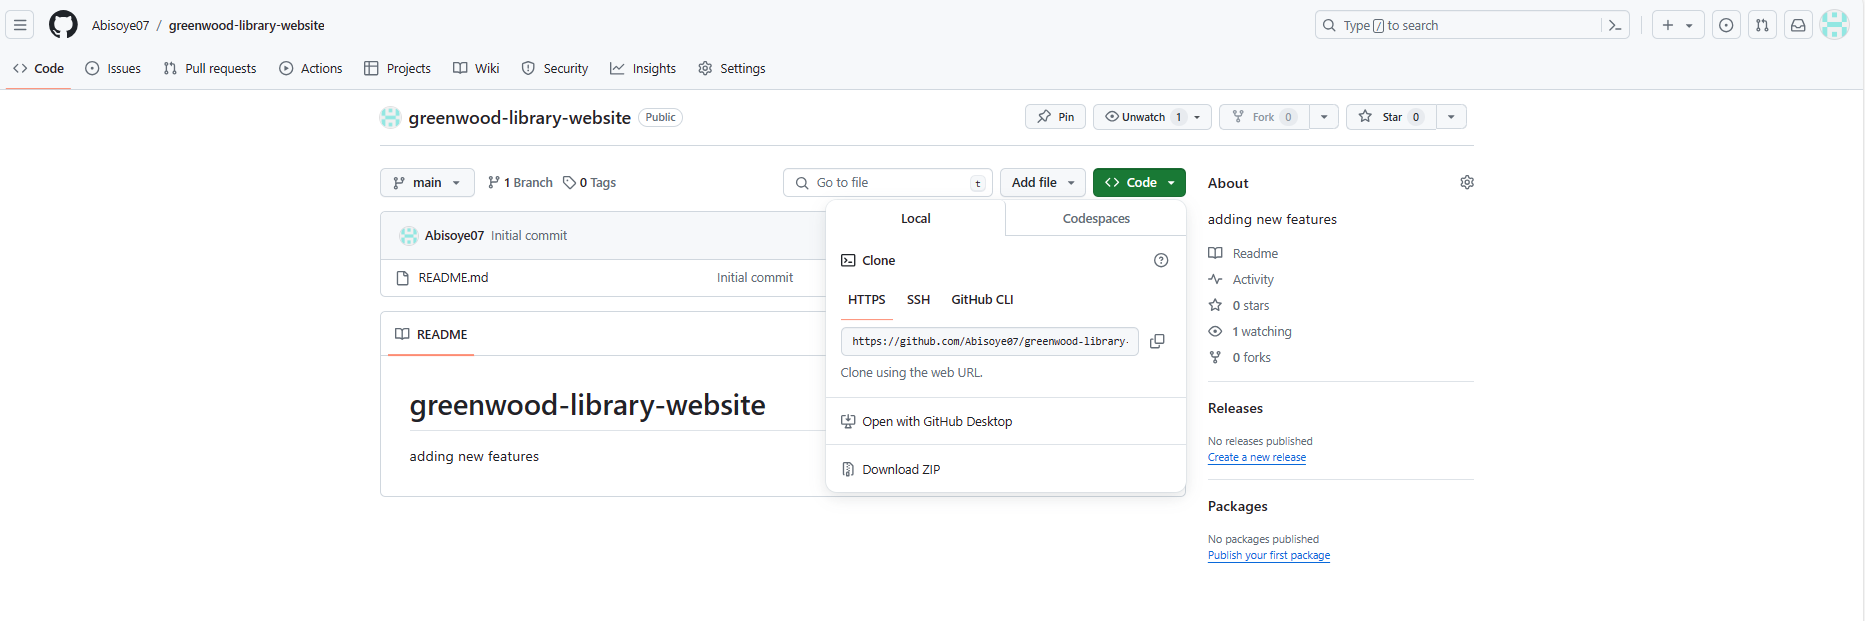 Abisoye07 / greenwood-library-website
Type / to search
Code Issues Pull requests Actions Projects Wiki Security Insights Settings
greenwood-library-website Public
Pin Unwatch 1 Fork 0 Star 0
main 1 Branch 0 Tags
Go to file t Add file Code
Abisoye07 Initial commit
README.md Initial commit
README
greenwood-library-website
adding new features
Local Codespaces
Clone
HTTPS SSH GitHub CLI
https://github.com/Abisoye07/greenwood-library-
Clone using the web URL.
Open with GitHub Desktop
Download ZIP
About
adding new features
Readme
Activity
0 stars
1 watching
0 forks
Releases
No releases published
Create a new release
Packages
No packages published
Publish your first package